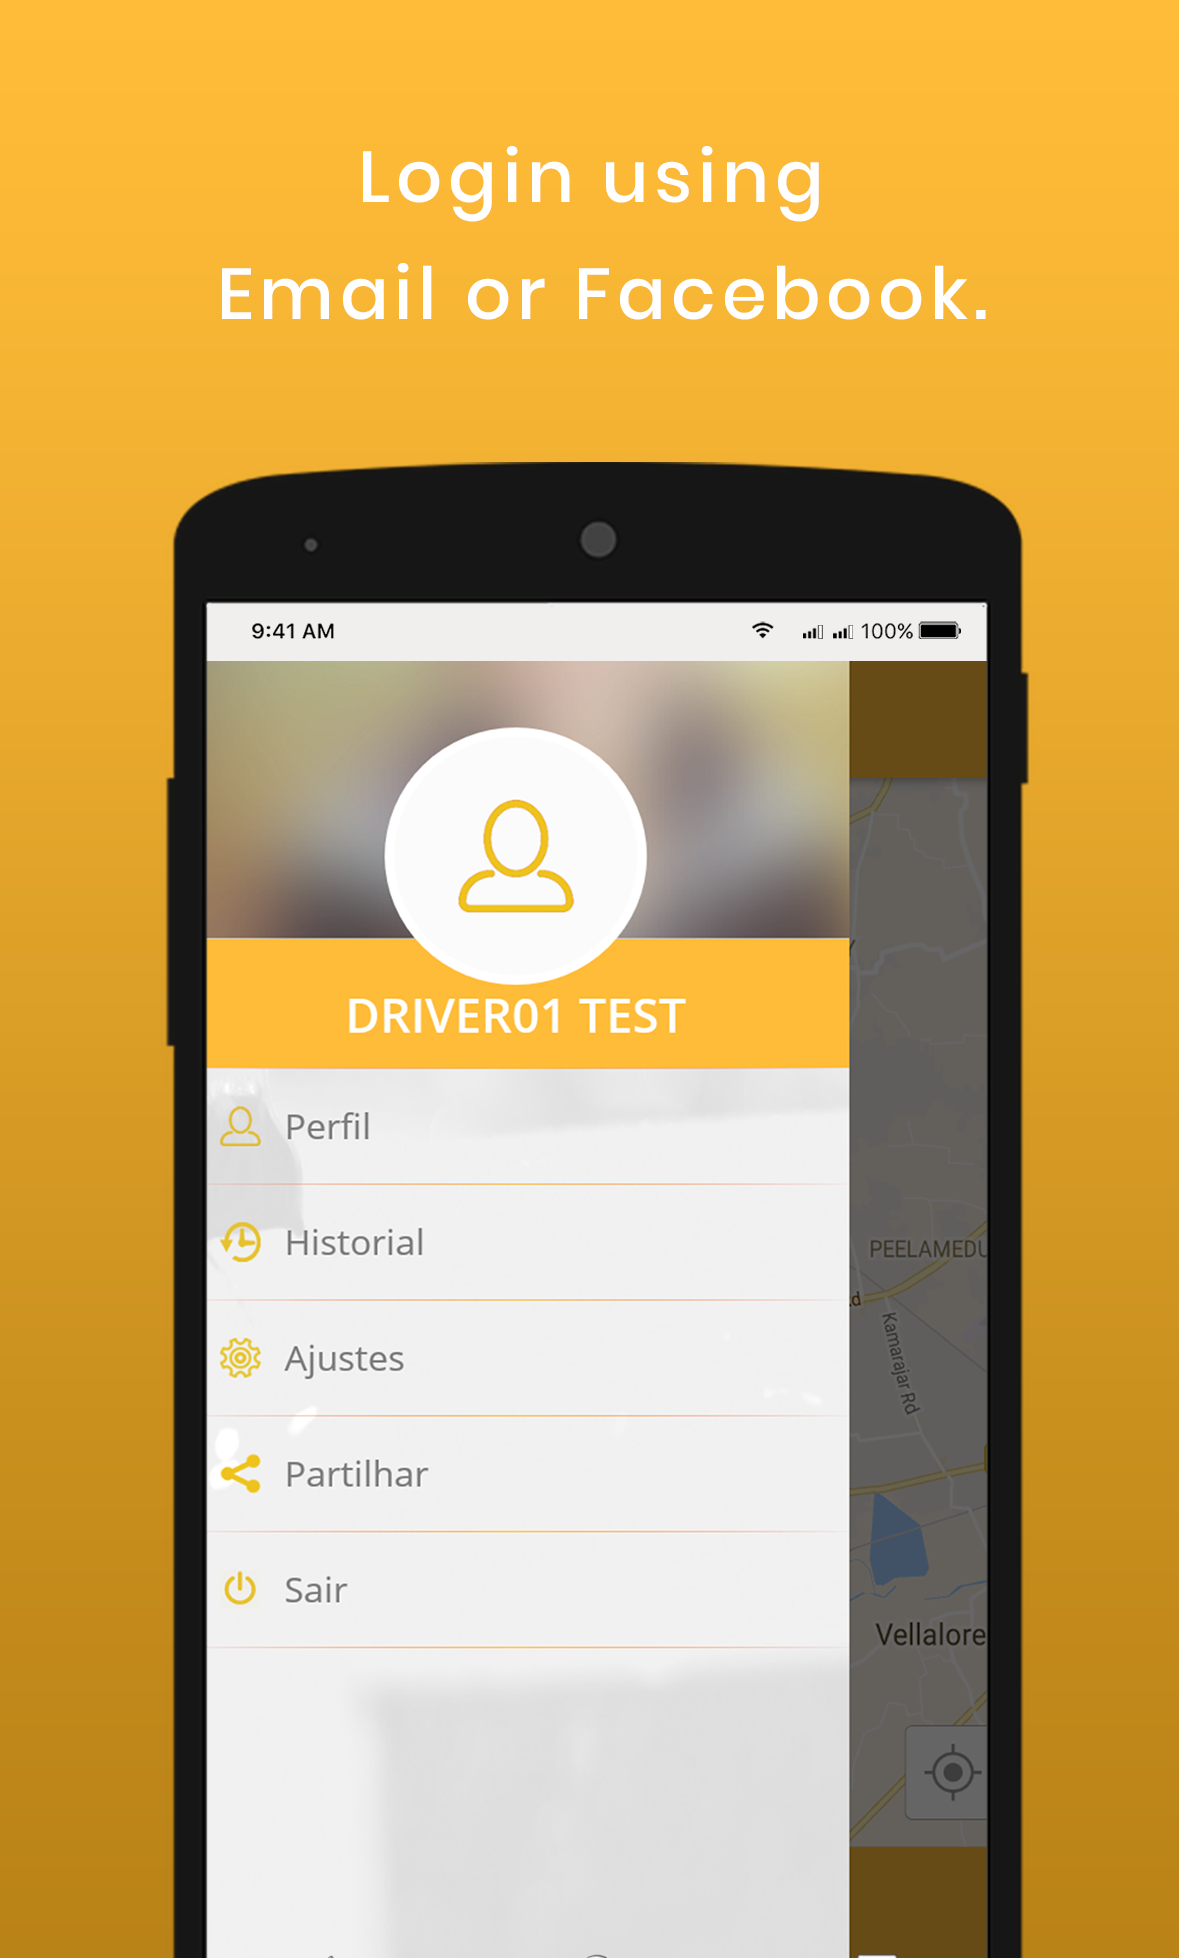 Login using
Email or Facebook.
9:41 AM
100%
DRIVER01 TEST
Perfil
Historial
Ajustes
Partilhar
Sair
PEELAMEDU
Kamarajar Rd
Vellalore